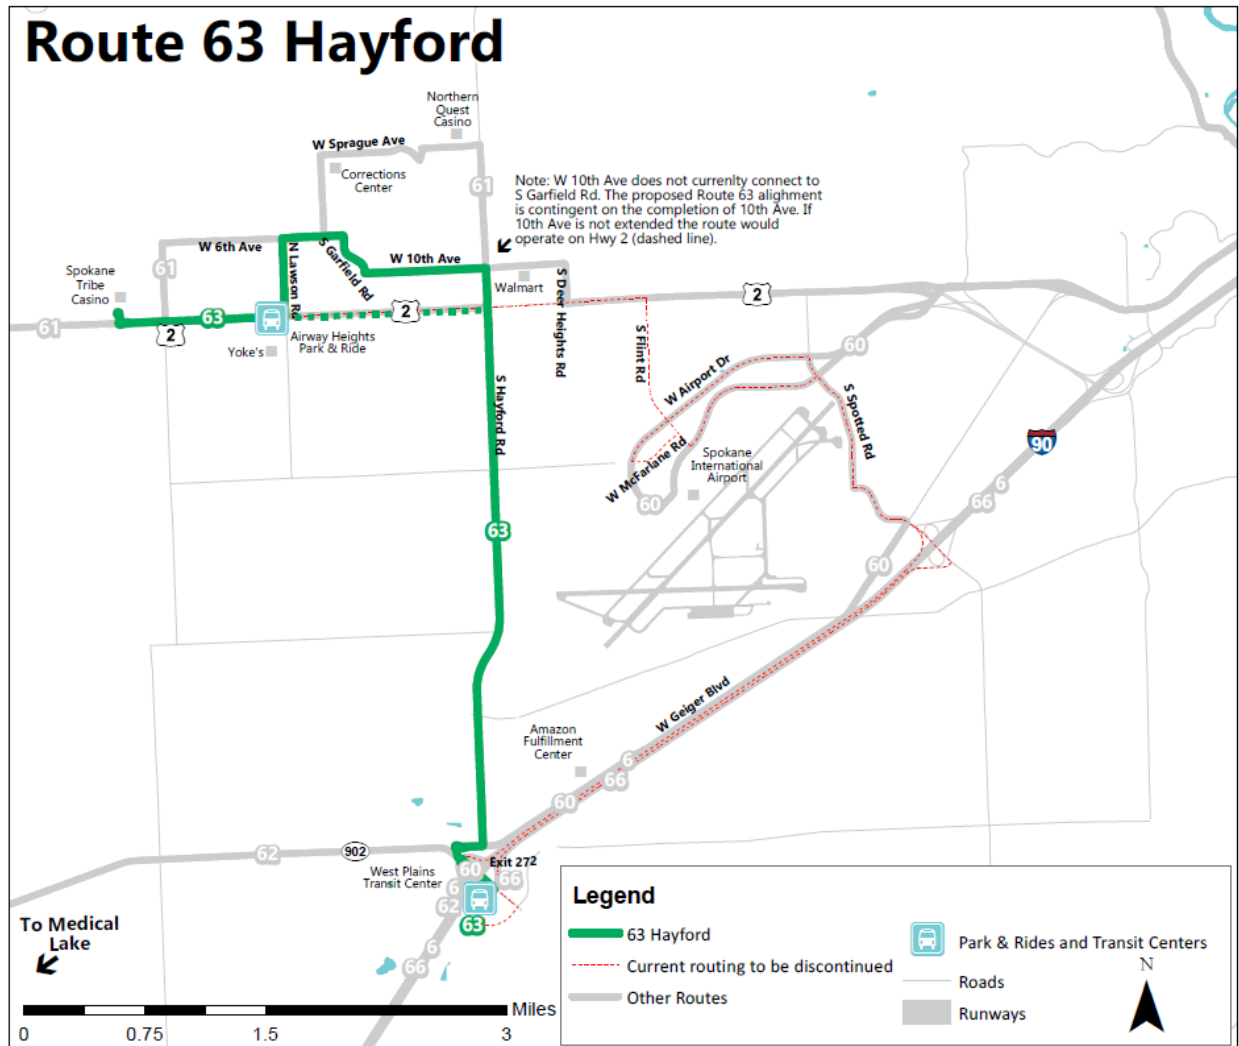 Route 63 Hayford
Northern
Quest
Casino
W Sprague Ave
Corrections
Center
61
Note: W 10th Ave does not currenlty connect to
S Garfield Rd. The proposed Route 63 alighment
is contingent on the completion of 10th Ave. If
10th Ave is not extended the route would
operate on Hwy 2 (dashed line).
W 6th Ave
N Lawson Rd
S Garfield Rd
W 10th Ave
61
Spokane
Tribe
Casino
Walmart
S Deer Heights Rd
2
61
63
2
2
Airway Heights
Park & Ride
Yoke's
S Flint Rd
60
W Airport Dr
S Hayford Rd
S Spotted Rd
90
W McFarlane Rd
Spokane
International
Airport
60
6
66
63
60
W Geiger Blvd
Amazon
Fulfillment
Center
6
66
60
62
902
Exit 272
West Plains
Transit Center
60
66
6
62
63
6
66
To Medical
Lake
Miles
0
0.75
1.5
3
Legend
63 Hayford
Current routing to be discontinued
Other Routes
Park & Rides and Transit Centers
Roads
Runways
N